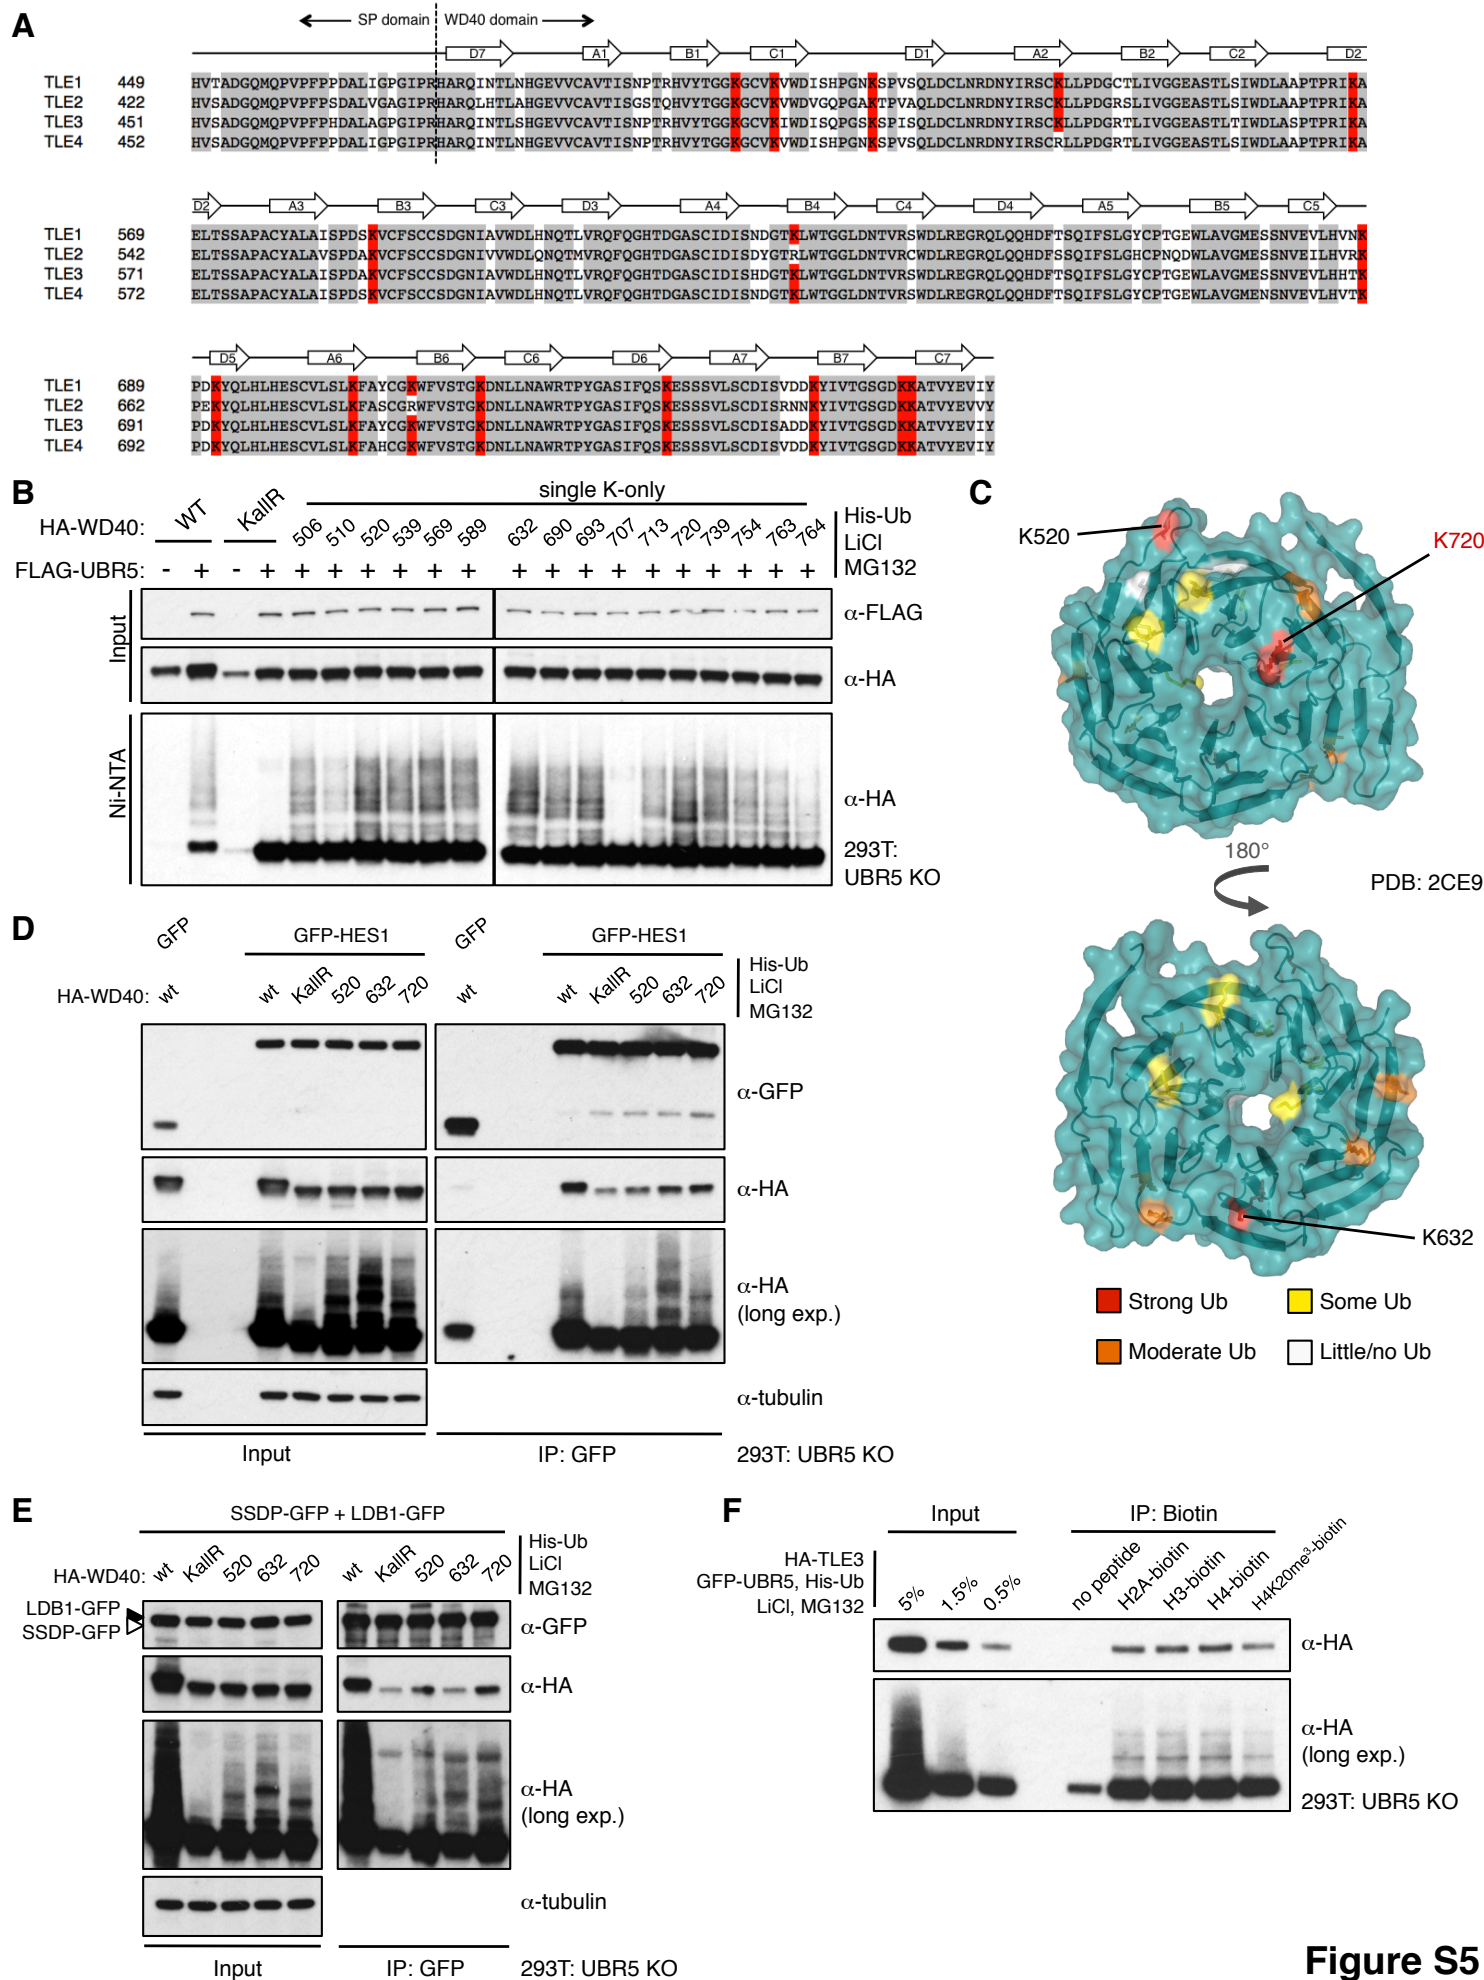 A
SP domain WD40 domain
D7 A1 B1 C1 D1 A2 B2 C2 D2
TLE1 449 HVTADGQMQPVPFPPDALIGPGIPRHARQINTLNHGEVVCAVTISNPTRHVYTGGKGCVKVWDISHPGNKSPVSQLDCLNRDNYIRSCKLLPDGCTLIVGGEASTLSIWDLAAPTPRIKA
TLE2 422 HVSADGQMQPVPFPSDALVGAGIPRHARQLHTLAHGEVVCAVTISGSTQHVYTGGKGCVKVWDVGQPGAKTPVAQLDCLNRDNYIRSCKLLPDGRSLIVGGEASTLSIWDLAAPTPRIKA
TLE3 451 HVSADGQMQPVPFPHDALAGPGIPRHARQINTLSHGEVVCAVTISNPTRHVYTGGKGCVKIWDISQPGSKSPISQLDCLNRDNYIRSCKLLPDGRTLIVGGEASTLTIWDLASPTPRIKA
TLE4 452 HVSADGQMQPVPFPPDALIGPGIPRHARQINTLNHGEVVCAVTISNPTRHVYTGGKGCVKVWDISHPGNKSPVSQLDCLNRDNYIRSCRLLPDGRTLIVGGEASTLSIWDLAAPTPRIKA
D2 A3 B3 C3 D3 A4 B4 C4 D4 A5 B5 C5
TLE1 569 ELTSSAPACYALAISPDSKVCFSCCSDGNIAVWDLHNQTLVRQFQGHTDGASCIDISNDGTKLWTGGLDNTVRSWDLREGRQLQQHDFTSQIFSLGYCPTGEWLAVGMESSNVEVLHVNK
TLE2 542 ELTSSAPACYALAVSPDAKVCFSCCSDGNIVVWDLQNQTMVRQFQGHTDGASCIDISDYGTRLWTGGLDNTVRCWDLREGRQLQQHDFSSQIFSLGHCPNQDWLAVGMESSNVEILHVRK
TLE3 571 ELTSSAPACYALAISPDAKVCFSCCSDGNIAVWDLHNQTLVRQFQGHTDGASCIDISHDGTKLWTGGLDNTVRSWDLREGRQLQQHDFTSQIFSLGYCPTGEWLAVGMESSNVEVLHHTK
TLE4 572 ELTSSAPACYALAISPDSKVCFSCCSDGNIAVWDLHNQTLVRQFQGHTDGASCIDISNDGTKLWTGGLDNTVRSWDLREGRQLQQHDFTSQIFSLGYCPTGEWLAVGMENSNVEVLHVTK
D5 A6 B6 C6 D6 A7 B7 C7
TLE1 689 PDKYQLHLHESCVLSLKFAYCGKWFVSTGKDNLLNAWRTPYGASIFQSKESSSVLSCDISVDDKYIVTGSGDKKATVYEVIY
TLE2 662 PEKYQLHLHESCVLSLKFASCGRWFVSTGKDNLLNAWRTPYGASIFQSKESSSVLSCDISRNNKYIVTGSGDKKATVYEVVY
TLE3 691 PDKYQLHLHESCVLSLKFAYCGKWFVSTGKDNLLNAWRTPYGASIFQSKESSSVLSCDISADDKYIVTGSGDKKATVYEVIY
TLE4 692 PDKYQLHLHESCVLSLKFAHCGKWFVSTGKDNLLNAWRTPYGASIFQSKESSSVLSCDISVDDKYIVTGSGDKKATVYEVIY
B
single K-only
HA-WD40: WT KallR 506 510 520 539 569 589 632 690 693 707 713 720 739 754 763 764
His-Ub
LiCl
MG132
FLAG-UBR5: - + - + + + + + + + + + + + + + + + + +
Input
α-FLAG
α-HA
Ni-NTA
α-HA
293T:
UBR5 KO
C
K520
K720
180°
PDB: 2CE9
K632
Strong Ub
Some Ub
Moderate Ub
Little/no Ub
D
GFP GFP-HES1 GFP GFP-HES1
HA-WD40: wt wt KallR 520 632 720 wt wt KallR 520 632 720
His-Ub
LiCl
MG132
α-GFP
α-HA
α-HA
(long exp.)
α-tubulin
Input
IP: GFP
293T: UBR5 KO
E
SSDP-GFP + LDB1-GFP
HA-WD40: wt KallR 520 632 720 wt KallR 520 632 720
His-Ub
LiCl
MG132
LDB1-GFP
SSDP-GFP
α-GFP
α-HA
α-HA
(long exp.)
α-tubulin
Input
IP: GFP
293T: UBR5 KO
F
Input
IP: Biotin
HA-TLE3
GFP-UBR5, His-Ub
LiCl, MG132
5% 1.5% 0.5% no peptide H2A-biotin H3-biotin H4-biotin H4K20me³-biotin
α-HA
α-HA
(long exp.)
293T: UBR5 KO
Figure S5